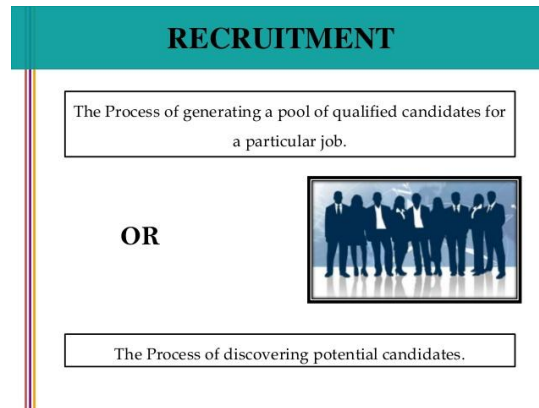 RECRUITMENT
The Process of generating a pool of qualified candidates for
a particular job.
OR
The Process of discovering potential candidates.